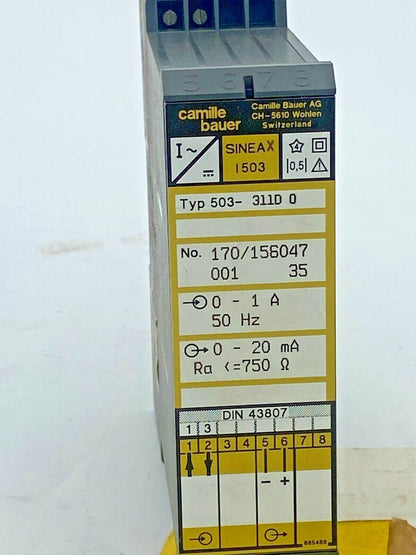 5 6 7 8
camille bauer
Camille Bauer AG
CH-5610 Wohlen
Switzerland
I~
SINEAX
I 503
4
0,5
Typ 503- 311D 0
No. 170/156047
001 35
0 - 1 A
50 Hz
0 - 20 mA
Ra <=750 Ω
DIN 43807
1 3
1 2 3 4 5 6 7 8
- +